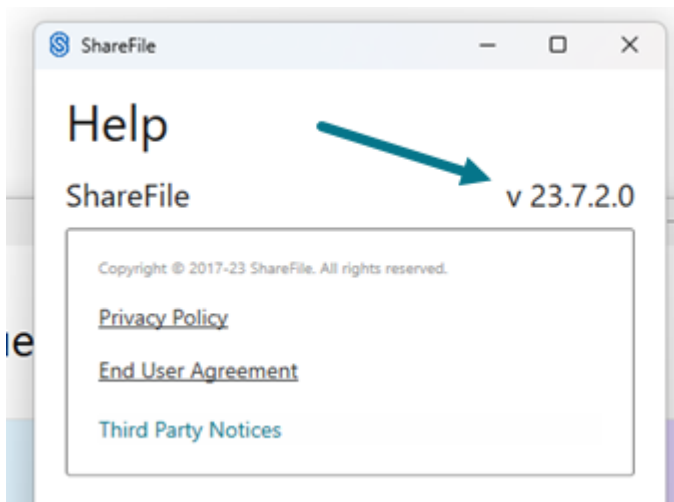 ShareFile
Help
ShareFile
v 23.7.2.0
Copyright © 2017-23 ShareFile. All rights reserved.
Privacy Policy
End User Agreement
Third Party Notices